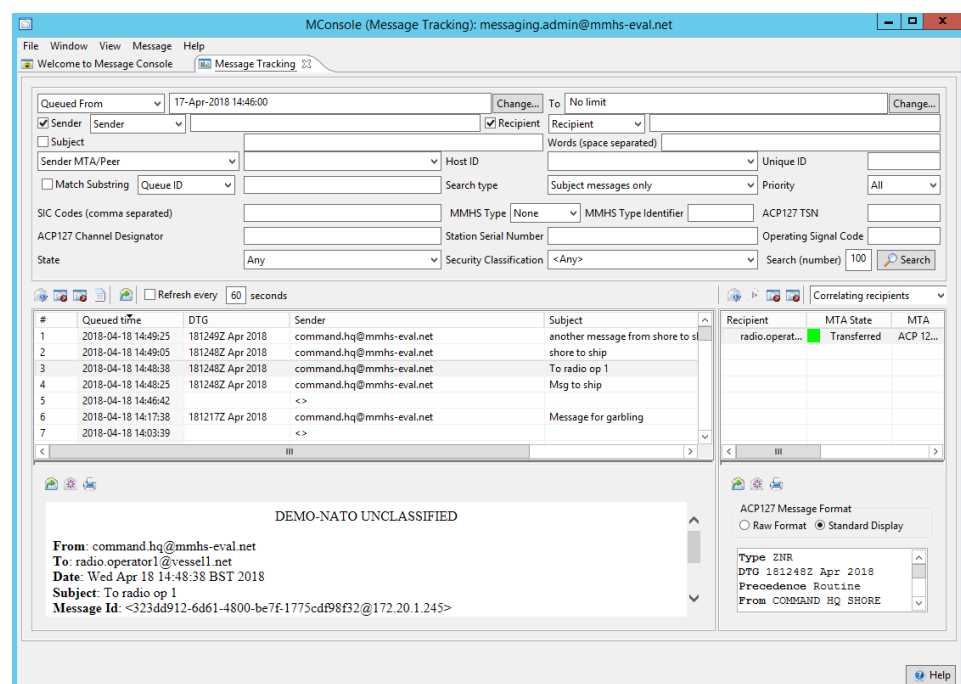 MConsole (Message Tracking): messaging.admin@mmhs-eval.net
File Window View Message Help
Welcome to Message Console Message Tracking
Queued From 17-Apr-2018 14:46:00 Change... To No limit Change...
Sender Sender Recipient Recipient
Subject Words (space separated)
Sender MTA/Peer Host ID Unique ID
Match Substring Queue ID Search type Subject messages only Priority All
SIC Codes (comma separated) MMHS Type None MMHS Type Identifier ACP127 TSN
ACP127 Channel Designator Station Serial Number Operating Signal Code
State Any Security Classification <Any> Search (number) 100 Search
Refresh every 60 seconds Correlating recipients
# Queued time DTG Sender Subject Recipient MTA State MTA
1 2018-04-18 14:49:25 181249Z Apr 2018 command.hq@mmhs-eval.net another message from shore to sl radio.operat... Transferred ACP 12...
2 2018-04-18 14:49:05 181248Z Apr 2018 command.hq@mmhs-eval.net shore to ship
3 2018-04-18 14:48:38 181248Z Apr 2018 command.hq@mmhs-eval.net To radio op 1
4 2018-04-18 14:48:25 181248Z Apr 2018 command.hq@mmhs-eval.net Msg to ship
5 2018-04-18 14:46:42 <>
6 2018-04-18 14:17:38 181217Z Apr 2018 command.hq@mmhs-eval.net Message for garbling
7 2018-04-18 14:03:39 <>
DEMO-NATO UNCLASSIFIED
From: command.hq@mmhs-eval.net
To: radio.operator1@vessel1.net
Date: Wed Apr 18 14:48:38 BST 2018
Subject: To radio op 1
Message Id: <323dd912-6d61-4800-be7f-1775cdf98f32@172.20.1.245>
ACP127 Message Format
Raw Format Standard Display
Type ZNR
DTG 181248Z Apr 2018
Precedence Routine
From COMMAND HQ SHORE
Help